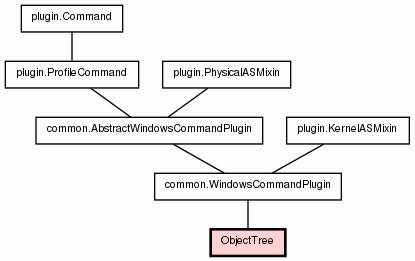 plugin.Command
plugin.ProfileCommand
plugin.PhysicalASMixin
common.AbstractWindowsCommandPlugin
plugin.KernelASMixin
common.WindowsCommandPlugin
ObjectTree